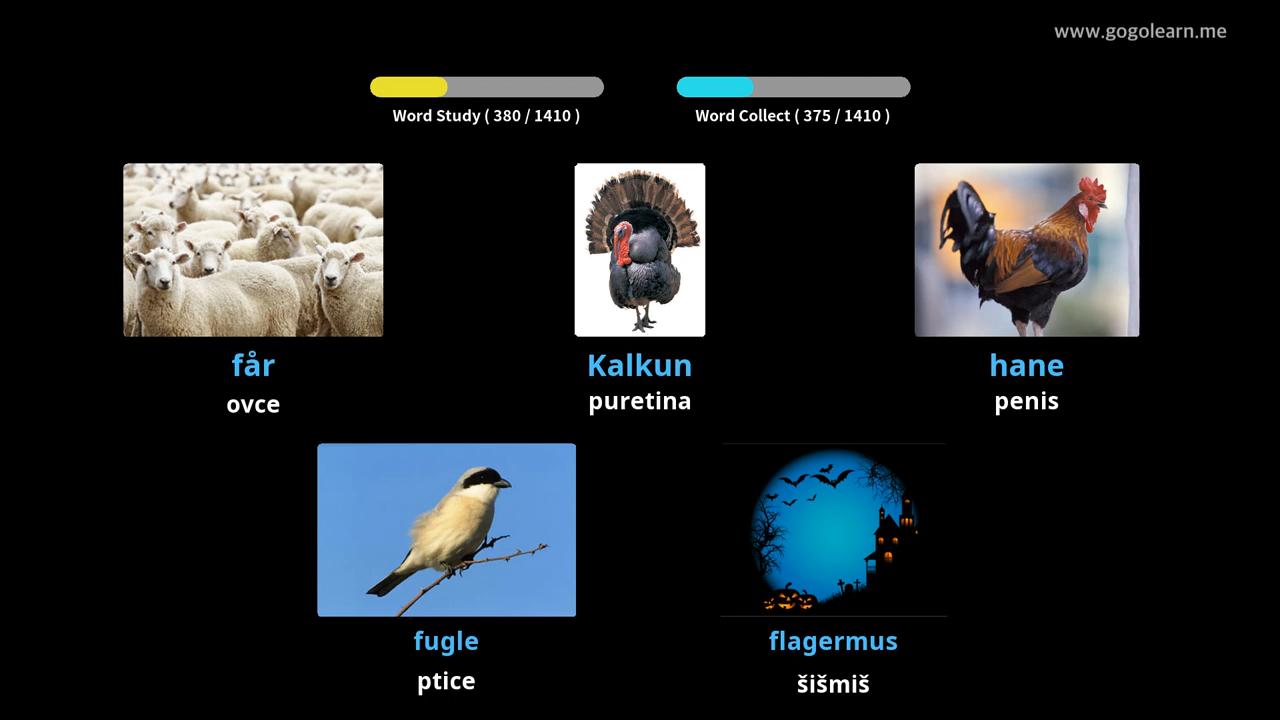 www.gogolearn.me
Word Study ( 380 / 1410 )
Word Collect ( 375 / 1410 )
får
ovce
Kalkun
puretina
hane
penis
fugle
ptice
flagermus
šišmiš